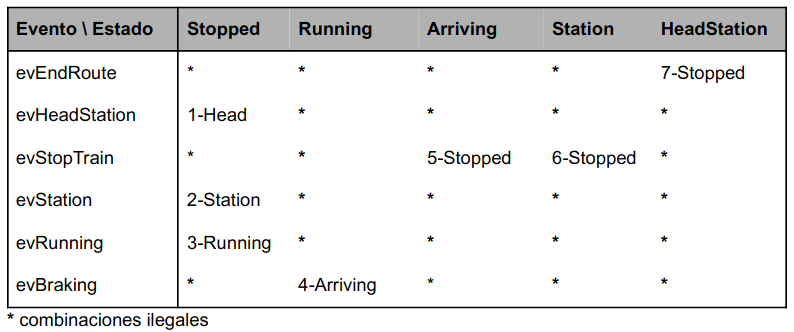 Evento \ Estado Stopped Running Arriving Station HeadStation
evEndRoute * * * * 7-Stopped
evHeadStation 1-Head * * * *
evStopTrain * * 5-Stopped 6-Stopped *
evStation 2-Station * * * *
evRunning 3-Running * * * *
evBraking * 4-Arriving * * *
* combinaciones ilegales